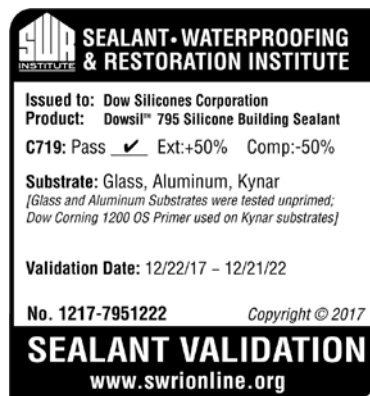 SWR
INSTITUTE
SEALANT • WATERPROOFING
& RESTORATION INSTITUTE
Issued to: Dow Silicones Corporation
Product: Dowsil™ 795 Silicone Building Sealant
C719: Pass ✔ Ext:+50% Comp:-50%
Substrate: Glass, Aluminum, Kynar
[Glass and Aluminum Substrates were tested unprimed;
Dow Corning 1200 OS Primer used on Kynar substrates]
Validation Date: 12/22/17 – 12/21/22
No. 1217-7951222 Copyright © 2017
SEALANT VALIDATION
www.swrionline.org